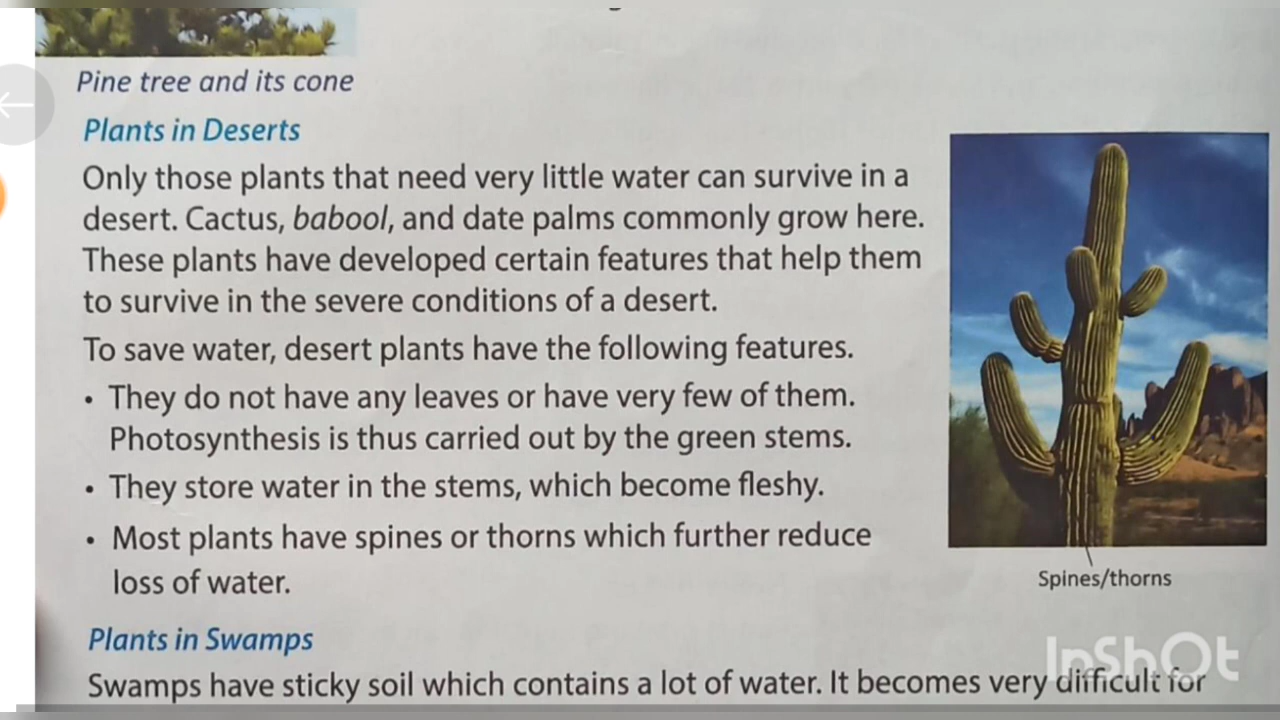 Pine tree and its cone
Plants in Deserts
Only those plants that need very little water can survive in a
desert. Cactus, babool, and date palms commonly grow here.
These plants have developed certain features that help them
to survive in the severe conditions of a desert.
To save water, desert plants have the following features.
• They do not have any leaves or have very few of them.
Photosynthesis is thus carried out by the green stems.
• They store water in the stems, which become fleshy.
• Most plants have spines or thorns which further reduce
loss of water.
Spines/thorns
Plants in Swamps
Swamps have sticky soil which contains a lot of water. It becomes very difficult for
InShOt